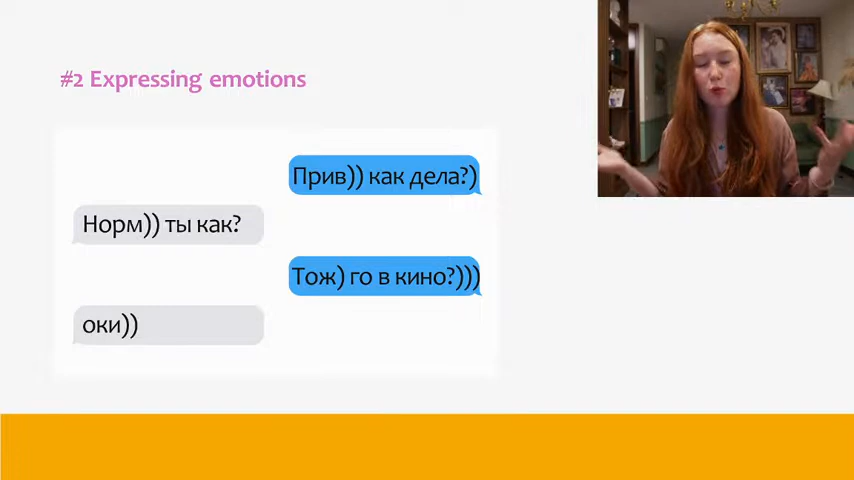 #2 Expressing emotions
Прив)) как дела?)
Норм)) ты как?
Тож) го в кино?)))
оки))